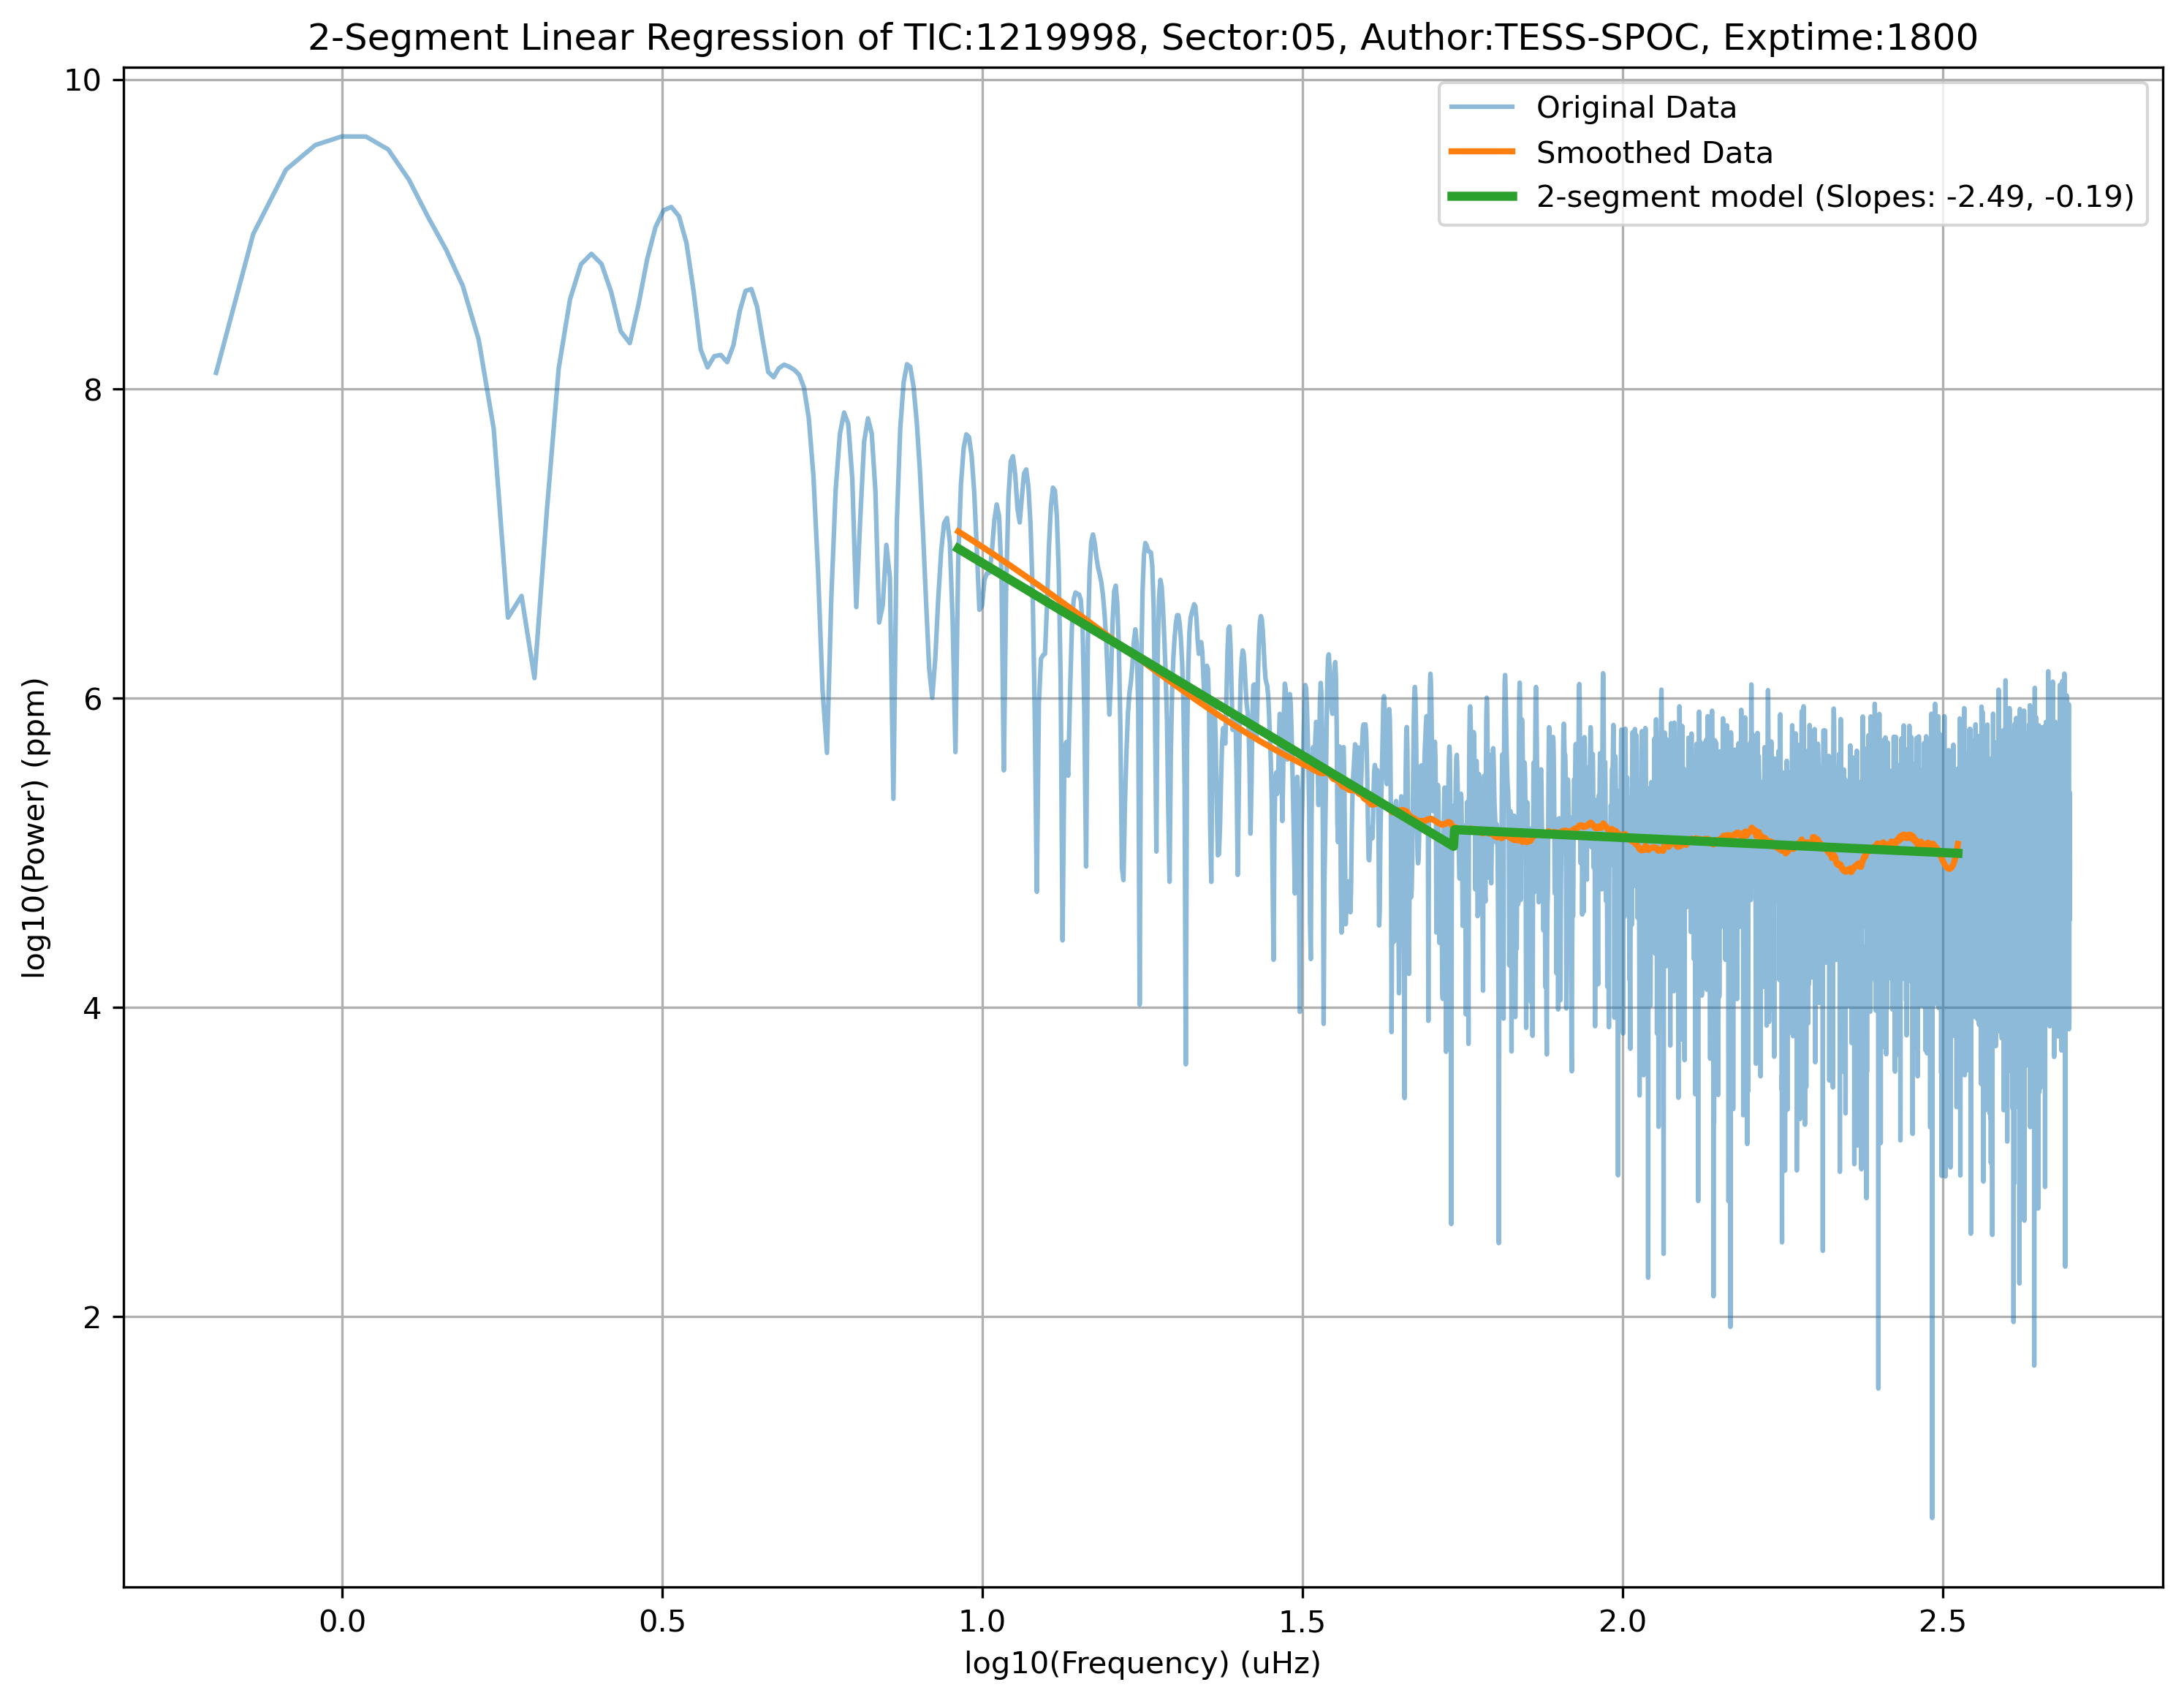 2-Segment Linear Regression of TIC:1219998, Sector:05, Author:TESS-SPOC, Exptime:1800
Original Data
Smoothed Data
2-segment model (Slopes: -2.49, -0.19)
log10(Power) (ppm)
10
8
6
4
2
0.0 0.5 1.0 1.5 2.0 2.5
log10(Frequency) (uHz)